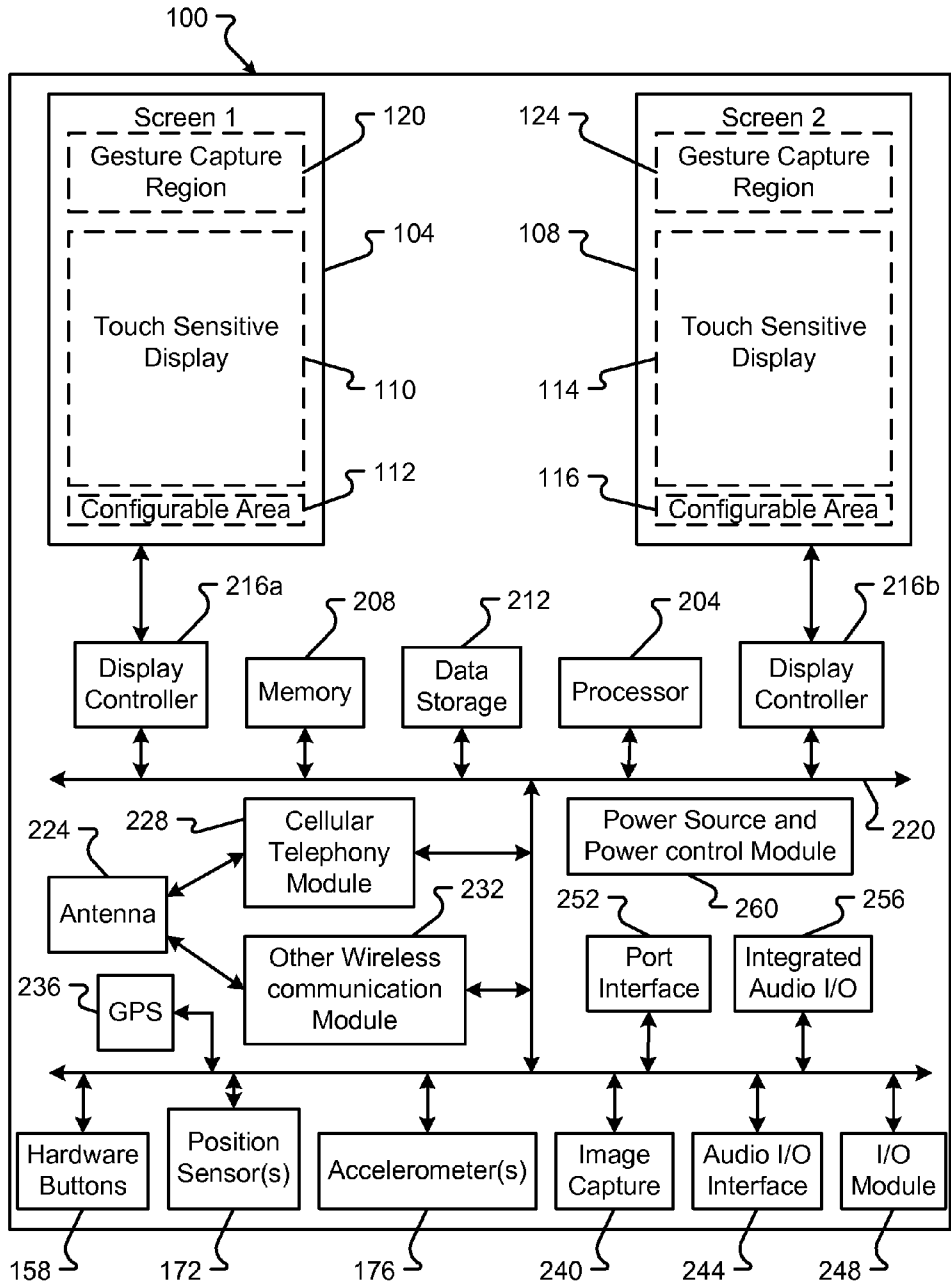 100
Screen 1
Gesture Capture
Region
120
104
Touch Sensitive
Display
110
112
Configurable Area
Screen 2
124
Gesture Capture
Region
108
Touch Sensitive
Display
114
116
Configurable Area
216a
208
212
204
216b
Display
Controller
Memory
Data
Storage
Processor
Display
Controller
220
228
224
Cellular
Telephony
Module
Power Source and
Power control Module
260
Antenna
232
252
256
Other Wireless
communication
Module
Port
Interface
Integrated
Audio I/O
236
GPS
Hardware
Buttons
Position
Sensor(s)
Accelerometer(s)
Image
Capture
Audio I/O
Interface
I/O
Module
158
172
176
240
244
248